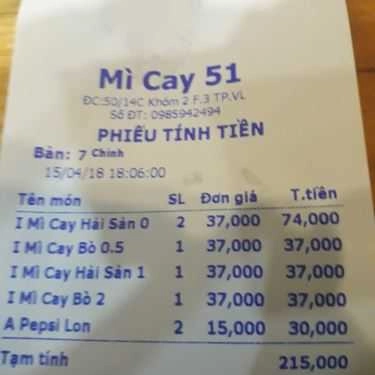 Mì Cay 51
ĐC:50/14C Khóm 2 F.3 TP.VL
Số ĐT: 0985942494
PHIẾU TÍNH TIỀN
Bàn: 7 Chính
15/04/18 18:06:00
Tên món SL Đơn giá T.tiền
I Mì Cay Hải Sản 0 2 37,000 74,000
I Mì Cay Bò 0.5 1 37,000 37,000
I Mì Cay Hải Sản 1 1 37,000 37,000
I Mì Cay Bò 2 1 37,000 37,000
A Pepsi Lon 2 15,000 30,000
Tạm tính 215,000